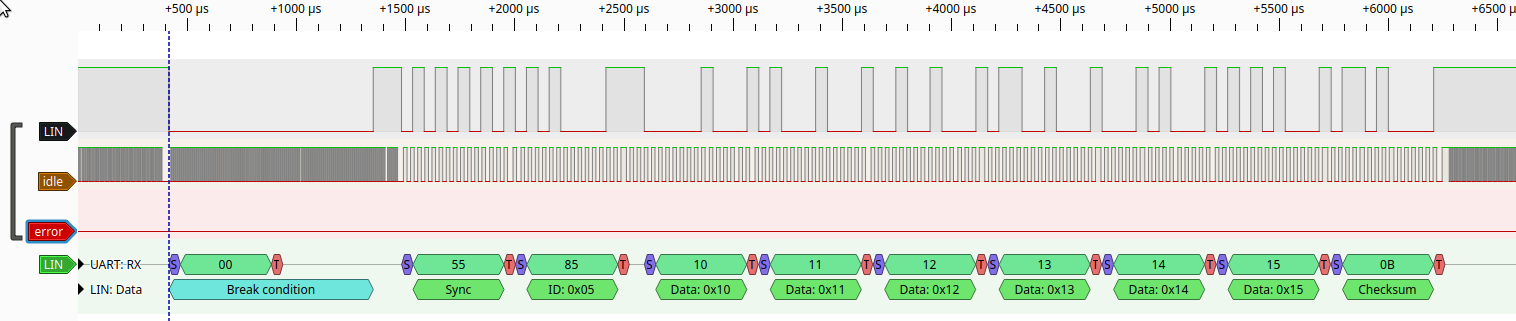 +500 µs +1000 µs +1500 µs +2000 µs +2500 µs +3000 µs +3500 µs +4000 µs +4500 µs +5000 µs +5500 µs +6000 µs +6500 µ
LIN
idle
error
LIN UART: RX S 00 T S 55 T S 85 T S 10 T S 11 T S 12 T S 13 T S 14 T S 15 T S 0B T
LIN: Data Break condition Sync ID: 0x05 Data: 0x10 Data: 0x11 Data: 0x12 Data: 0x13 Data: 0x14 Data: 0x15 Checksum